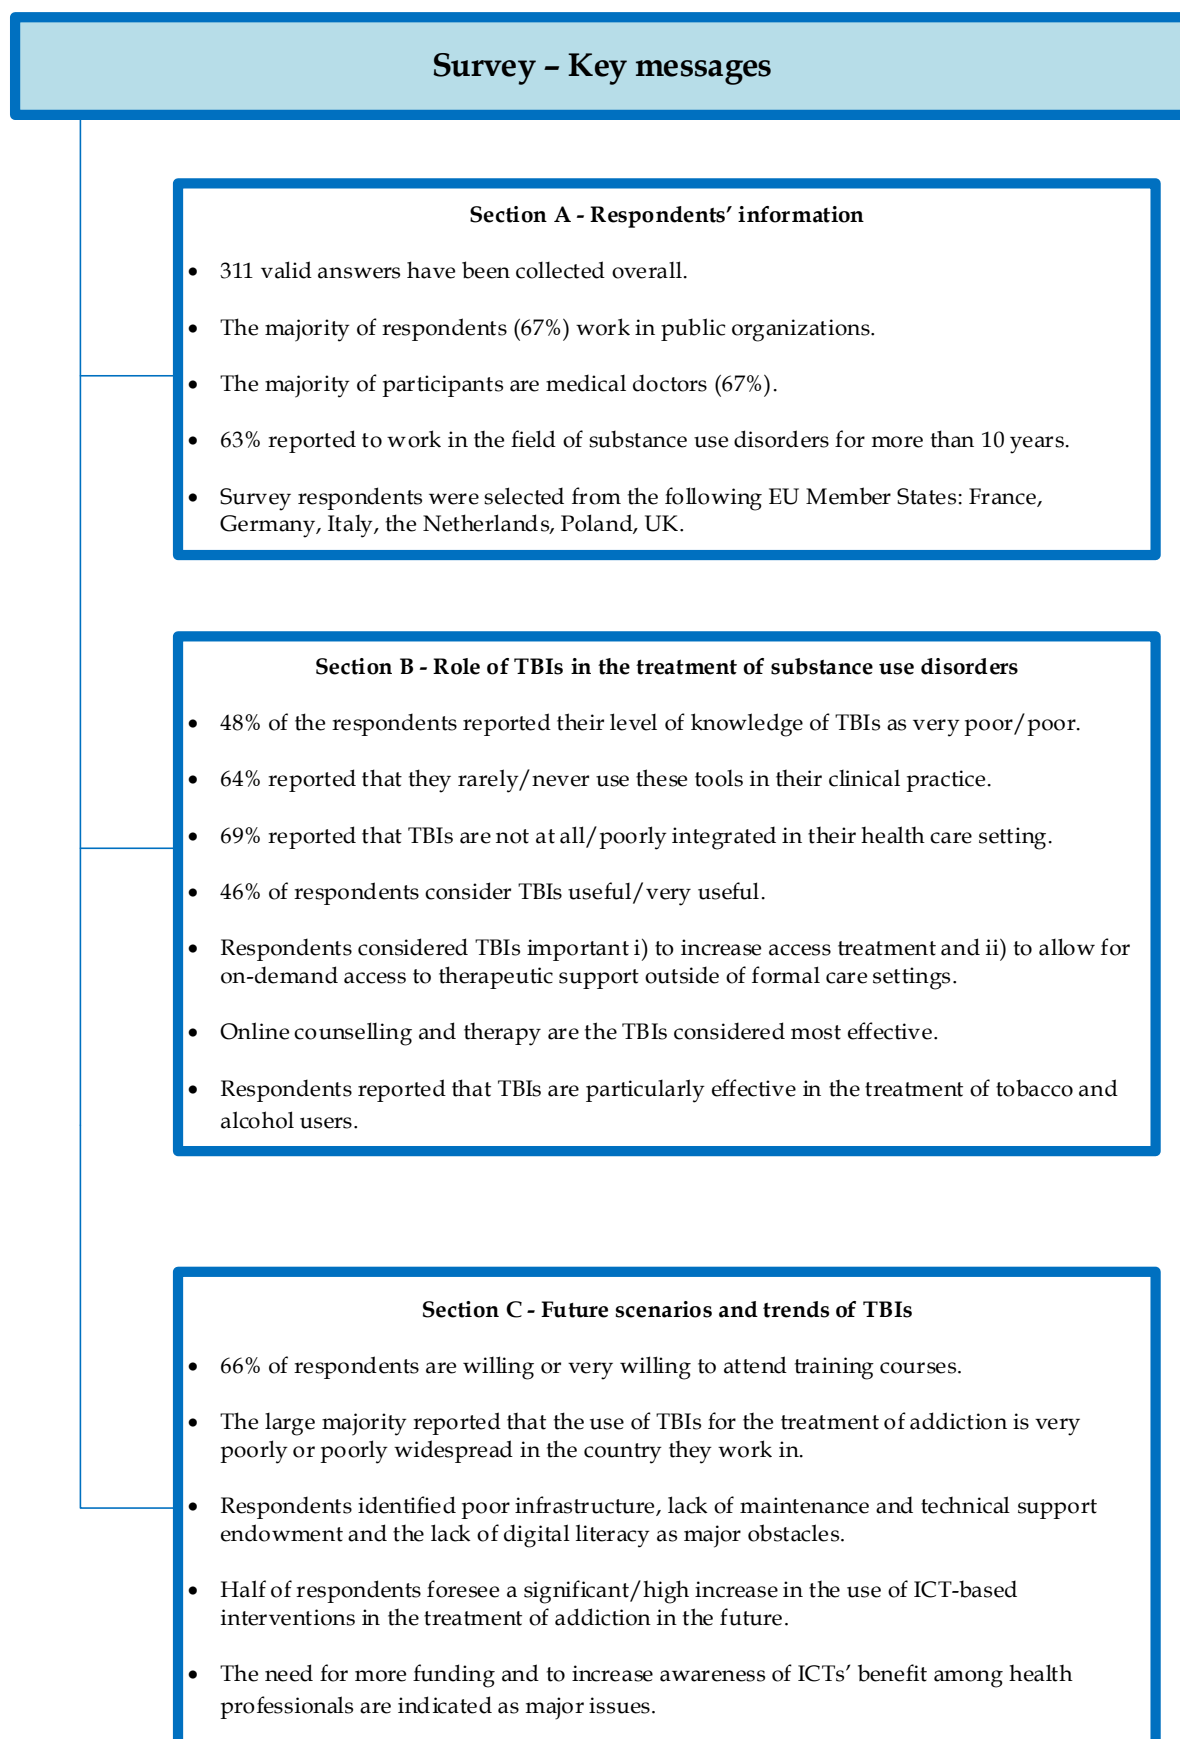 Survey – Key messages
Section A - Respondents’ information
• 311 valid answers have been collected overall.
• The majority of respondents (67%) work in public organizations.
• The majority of participants are medical doctors (67%).
• 63% reported to work in the field of substance use disorders for more than 10 years.
• Survey respondents were selected from the following EU Member States: France,
Germany, Italy, the Netherlands, Poland, UK.
Section B - Role of TBIs in the treatment of substance use disorders
• 48% of the respondents reported their level of knowledge of TBIs as very poor/poor.
• 64% reported that they rarely/never use these tools in their clinical practice.
• 69% reported that TBIs are not at all/poorly integrated in their health care setting.
• 46% of respondents consider TBIs useful/very useful.
• Respondents considered TBIs important i) to increase access treatment and ii) to allow for
on-demand access to therapeutic support outside of formal care settings.
• Online counselling and therapy are the TBIs considered most effective.
• Respondents reported that TBIs are particularly effective in the treatment of tobacco and
alcohol users.
Section C - Future scenarios and trends of TBIs
• 66% of respondents are willing or very willing to attend training courses.
• The large majority reported that the use of TBIs for the treatment of addiction is very
poorly or poorly widespread in the country they work in.
• Respondents identified poor infrastructure, lack of maintenance and technical support
endowment and the lack of digital literacy as major obstacles.
• Half of respondents foresee a significant/high increase in the use of ICT-based
interventions in the treatment of addiction in the future.
• The need for more funding and to increase awareness of ICTs’ benefit among health
professionals are indicated as major issues.